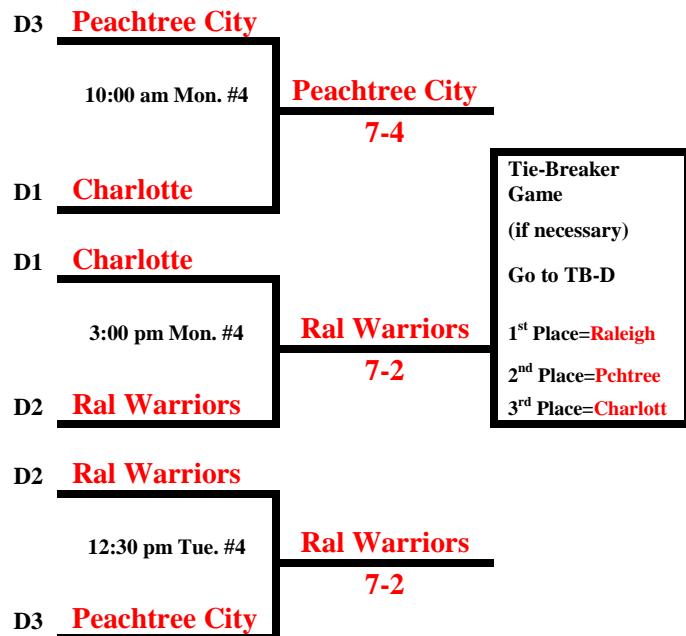 D3 Peachtree City
10:00 am Mon. #4
Peachtree City
7-4
D1 Charlotte
D1 Charlotte
3:00 pm Mon. #4
Ral Warriors
7-2
D2 Ral Warriors
Tie-Breaker
Game
(if necessary)
Go to TB-D
1st Place=Raleigh
2nd Place=Pchtree
3rd Place=Charlott
D2 Ral Warriors
12:30 pm Tue. #4
Ral Warriors
7-2
D3 Peachtree City